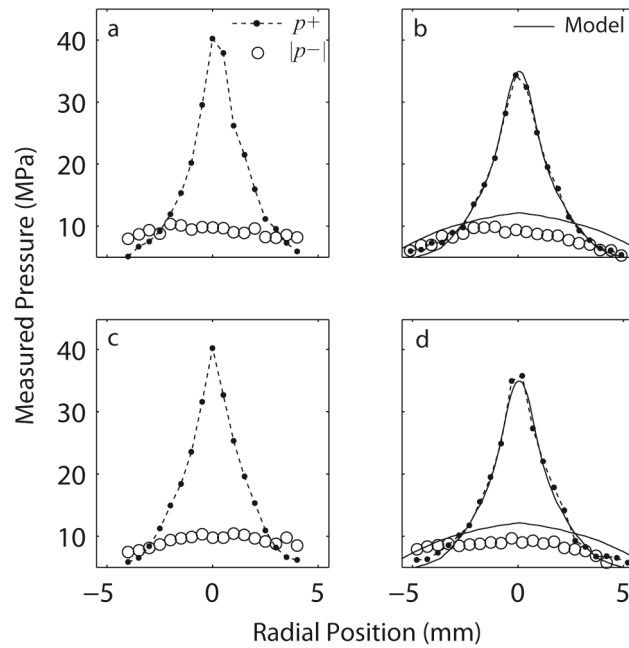 a
p+
|p−|
b
Model
40
30
20
10
c
d
40
30
20
10
−5
0
5
−5
0
5
Measured Pressure (MPa)
Radial Position (mm)